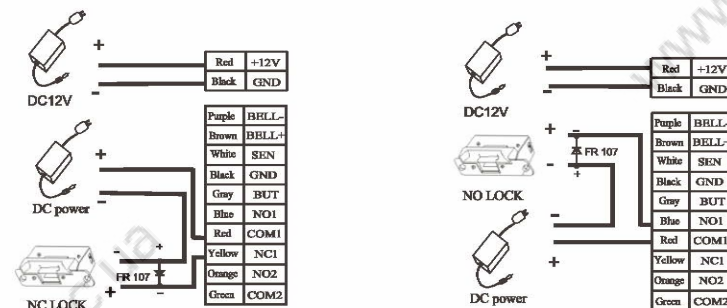 +
Red +12V
Black GND
-
DC12V
Purple BELL-
Brown BELL+
White SEN
Black GND
Gray BUT
Blue NO1
Red COM1
Yellow NC1
Orange NO2
Green COM2
+
-
DC power
- +
FR 107
+ -
NC LOCK
+
Red +12V
Black GND
-
DC12V
Purple BELL-
Brown BELL+
White SEN
Black GND
Gray BUT
Blue NO1
Red COM1
Yellow NC1
Orange NO2
Green COM2
+ -
FR 107
- +
NO LOCK
-
+
DC power